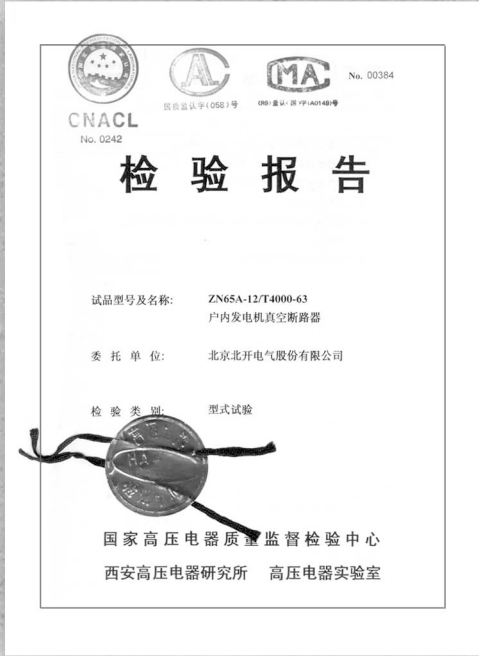 CNACL
No. 0242
国质监认字(05B)号
MA
No. 00384
检验报告
试品型号及名称: ZN65A-12/T4000-63
户内发电机真空断路器
委托单位: 北京北开电气股份有限公司
检验类别: 型式试验
国家高压电器质量监督检验中心
西安高压电器研究所 高压电器实验室